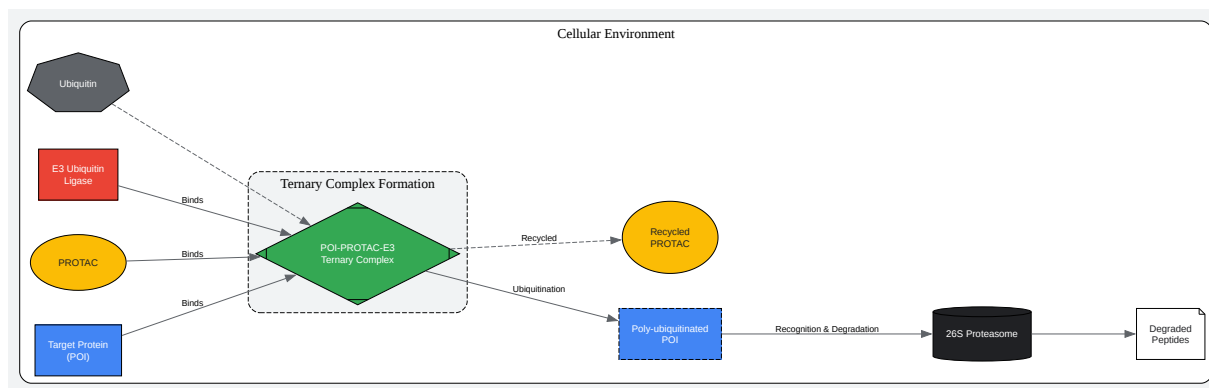 Cellular Environment
Ubiquitin
E3 Ubiquitin
Ligase
Binds
PROTAC
Binds
Target Protein
(POI)
Binds
Ternary Complex Formation
POI-PROTAC-E3
Ternary Complex
Recycled
Recycled
PROTAC
Ubiquitination
Poly-ubiquitinated
POI
Recognition & Degradation
26S Proteasome
Degraded
Peptides